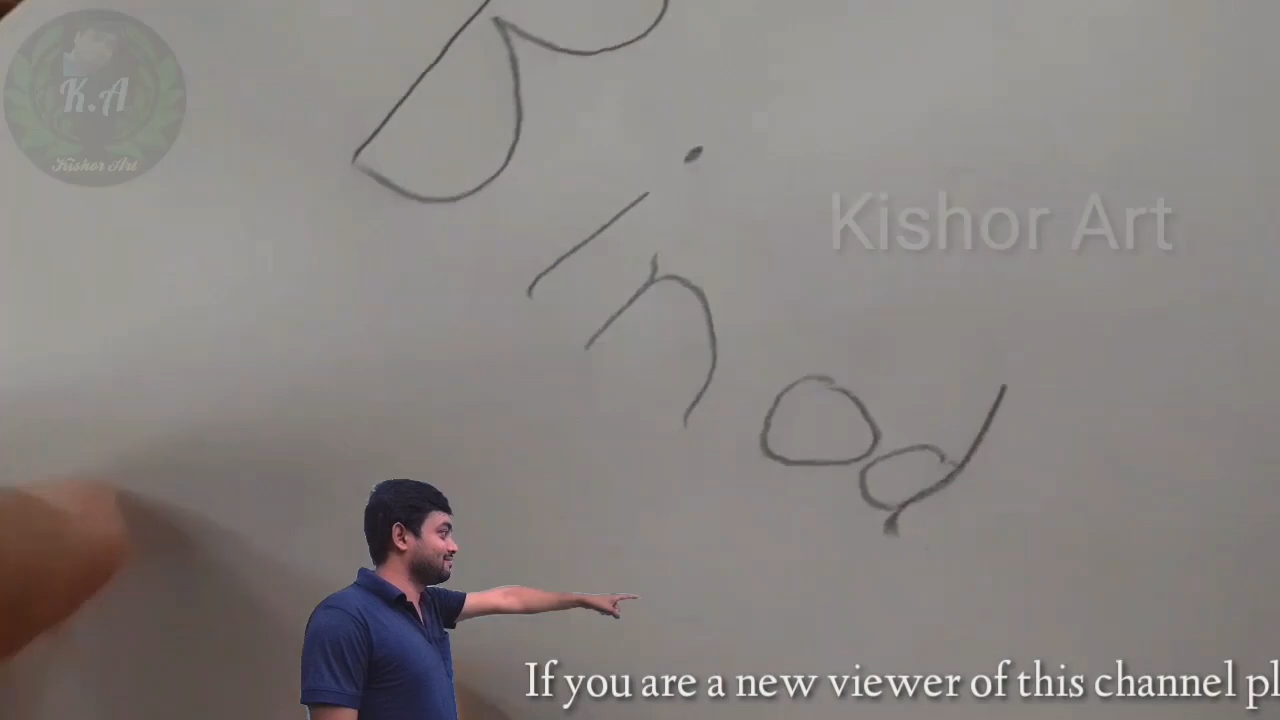 K.A
Kishor Art
Binod
Kishor Art
If you are a new viewer of this channel pl